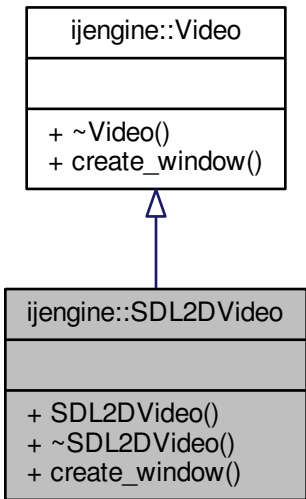 ijengine::Video
+ ~Video()
+ create_window()
ijengine::SDL2DVideo
+ SDL2DVideo()
+ ~SDL2DVideo()
+ create_window()